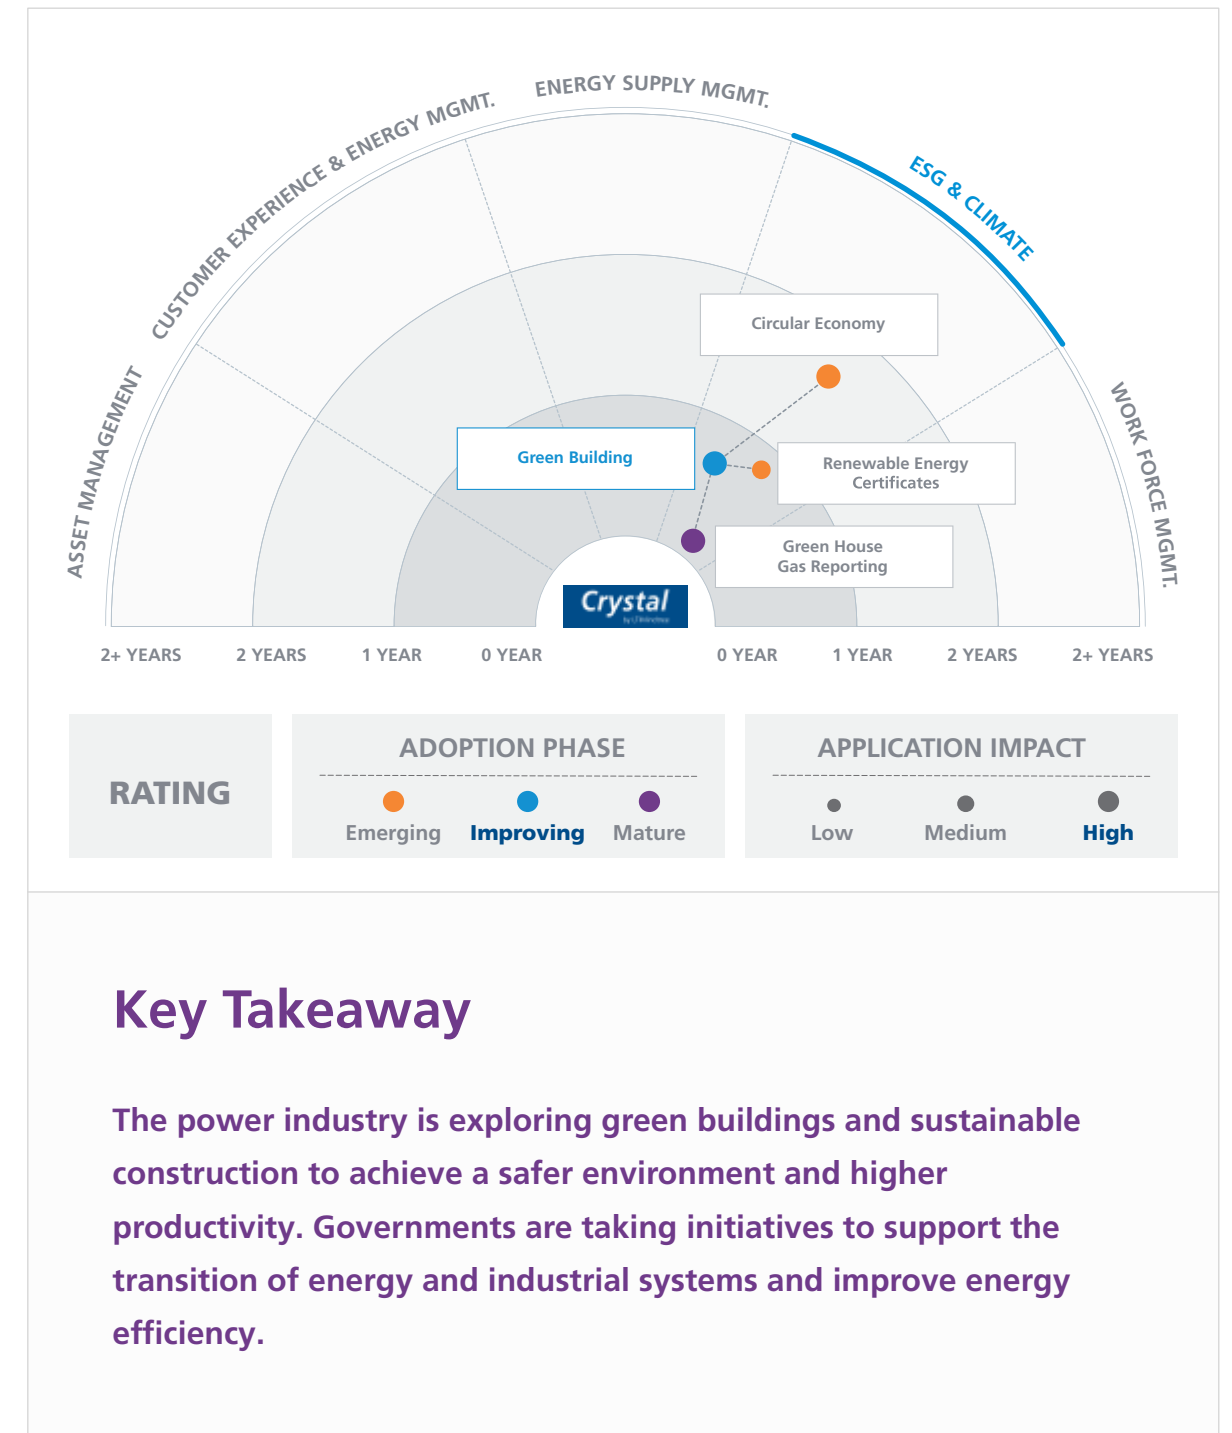 ENERGY SUPPLY MGMT.
CUSTOMER EXPERIENCE & ENERGY MGMT.
ESG & CLIMATE
ASSET MANAGEMENT
WORK FORCE MGMT.
Circular Economy
Green Building
Renewable Energy
Certificates
Green House
Gas Reporting
Crystal
2+ YEARS 2 YEARS 1 YEAR 0 YEAR 0 YEAR 1 YEAR 2 YEARS 2+ YEARS
RATING
ADOPTION PHASE
Emerging Improving Mature
APPLICATION IMPACT
Low Medium High
Key Takeaway
The power industry is exploring green buildings and sustainable
construction to achieve a safer environment and higher
productivity. Governments are taking initiatives to support the
transition of energy and industrial systems and improve energy
efficiency.